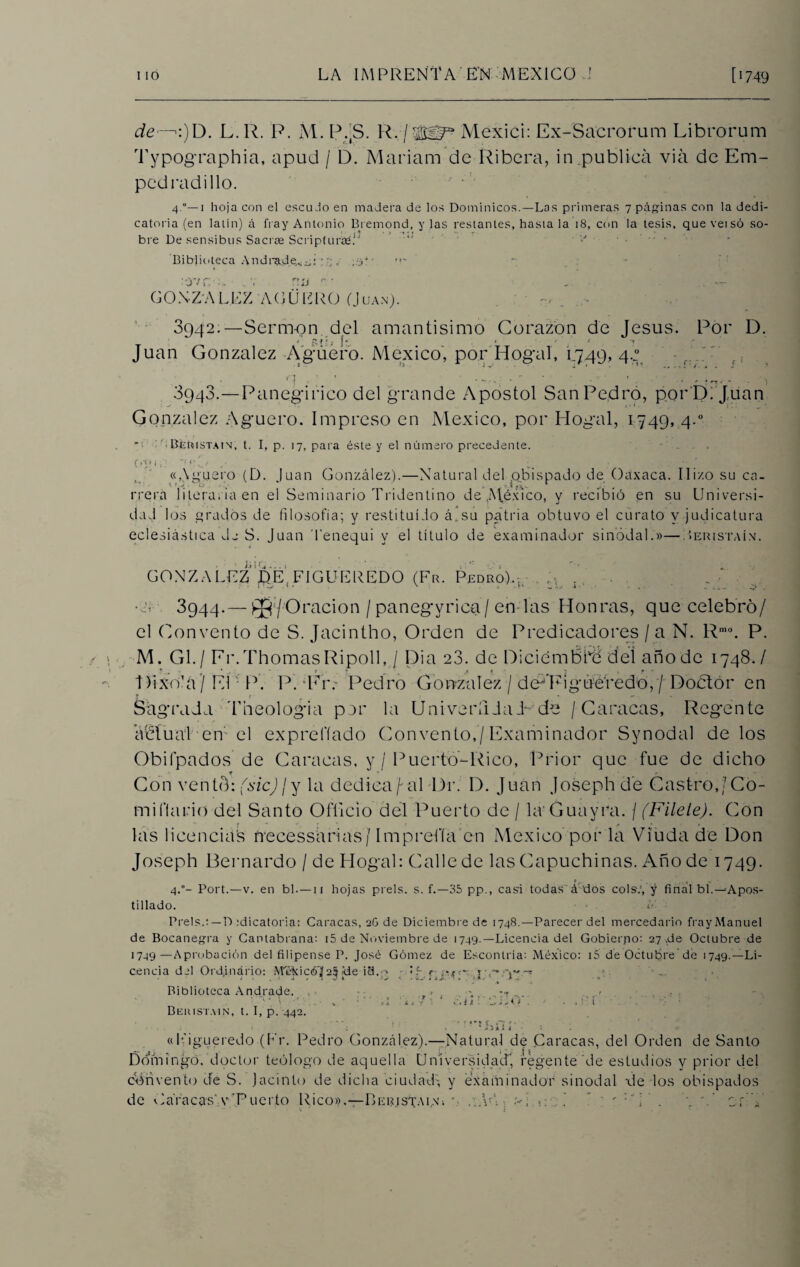 110 LA IMPRENTA EN MEXICO [1749
de—:) D. L. R. P. M. P. S. R. / ☞ Mexici: Ex-Sacrorum Librorum
Typographia, apud / D. Mariam de Ribera, in publicà vià de Em-
pedradillo.
4.º—1 hoja con el escudo en madera de los Dominicos.—Las primeras 7 páginas con la dedi-
catoria (en latín) á fray Antonio Bremond, y las restantes, hasta la 18, con la tesis, que versó so-
bre De sensibus Sacræ Scripturæ.
Biblioteca Andrade
GONZALEZ AGÜERO (Juan).
3942.—Sermon del amantisimo Corazon de Jesus. Por D.
Juan Gonzalez Aguero. Mexico, por Hogal, 1749, 4.º
3943.—Panegirico del grande Apostol San Pedro, por D. Juan
Gonzalez Aguero. Impreso en Mexico, por Hogal, 1749, 4.º
Beristain, t. I, p. 17, para éste y el número precedente.
«Aguero (D. Juan González).—Natural del obispado de Oaxaca. Hizo su ca-
rrera literaria en el Seminario Tridentino de México, y recibió en su Universi-
dad los grados de filosofia; y restituído á su patria obtuvo el curato y judicatura
eclesiástica de S. Juan Tenequi y el título de examinador sinodal.»—Beristaín.
GONZALEZ DE FIGUEREDO (Fr. Pedro).
3944.—✠ / Oracion / panegyrica / en las Honras, que celebrò /
el Convento de S. Jacintho, Orden de Predicadores / a N. Rmo. P.
M. Gl. / Fr. Thomas Ripoll, / Dia 23. de Diciémbre del año de 1748. /
Dixola / El P. P. Fr. Pedro Gonzalez / de Figuéredo, / Doctór en
Sagrada Theologia por la Univerſidad de / Caracas, Regente
actual en el expreſſado Convento, / Examinador Synodal de los
Obiſpados de Caracas, y / Puerto-Rico, Prior que fue de dicho
Con vento: (sic) / y la dedica / al Dr. D. Juan Joseph de Castro, / Co-
miſſario del Santo Officio del Puerto de / la Guayra. / (Filete). Con
las licencias necessarias / Impreſſa en Mexico por la Viuda de Don
Joseph Bernardo / de Hogal: Calle de las Capuchinas. Año de 1749.
4.º- Port.—v. en bl.—11 hojas prels. s. f.—35 pp., casi todas á dos cols., y final bl.—Apos-
tillado.
Prels.:—Dedicatoria: Caracas, 26 de Diciembre de 1748.—Parecer del mercedario fray Manuel
de Bocanegra y Cantabrana: 15 de Noviembre de 1749.—Licencia del Gobierno: 27 de Octubre de
1749—Aprobación del filipense P. José Gómez de Escontría: México: 15 de Octubre de 1749.—Li-
cencia del Ordinario: México, 25 de id.
Biblioteca Andrade.
Beristain, t. I, p. 442.
«Figueredo (Fr. Pedro González).—Natural de Caracas, del Orden de Santo
Domingo, doctor teólogo de aquella Universidad, regente de estudios y prior del
convento de S. Jacinto de dicha ciudad, y examinador sinodal de los obispados
de Caracas y Puerto Rico».—Beristain.